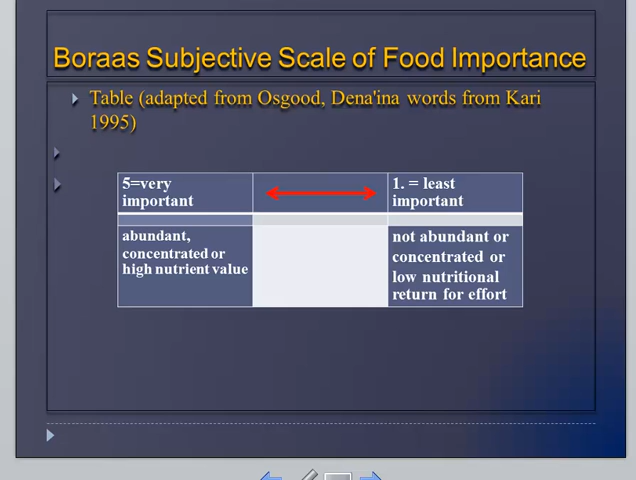 Boraas Subjective Scale of Food Importance
Table (adapted from Osgood, Dena'ina words from Kari
1995)
5=very
important
1. = least
important
abundant,
concentrated or
high nutrient value
not abundant or
concentrated or
low nutritional
return for effort